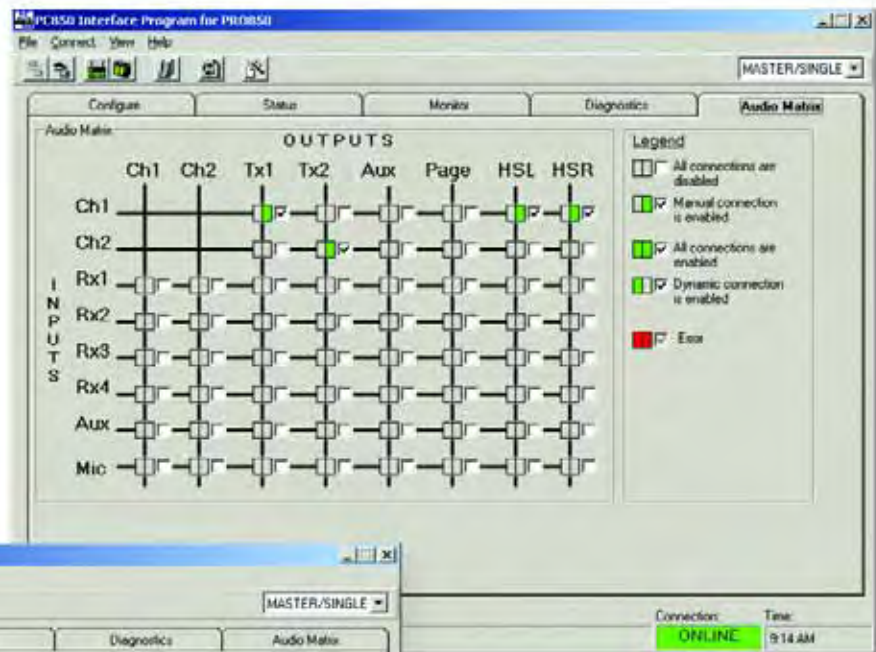 PC850 Interface Program for PRO850
File Connect View Help
MASTER/SINGLE
Configure Status Monitor Diagnostics Audio Matrix
Audio Matrix
OUTPUTS
Ch1 Ch2 Tx1 Tx2 Aux Page HSL HSR
INPUTS
Ch1
Ch2
Rx1
Rx2
Rx3
Rx4
Aux
Mic
Legend
All connections are
disabled
Manual connection
is enabled
All connections are
enabled
Dynamic connection
is enabled
Error
MASTER/SINGLE
Diagnostics Audio Matrix
Connection: Time:
ONLINE 9:14 AM